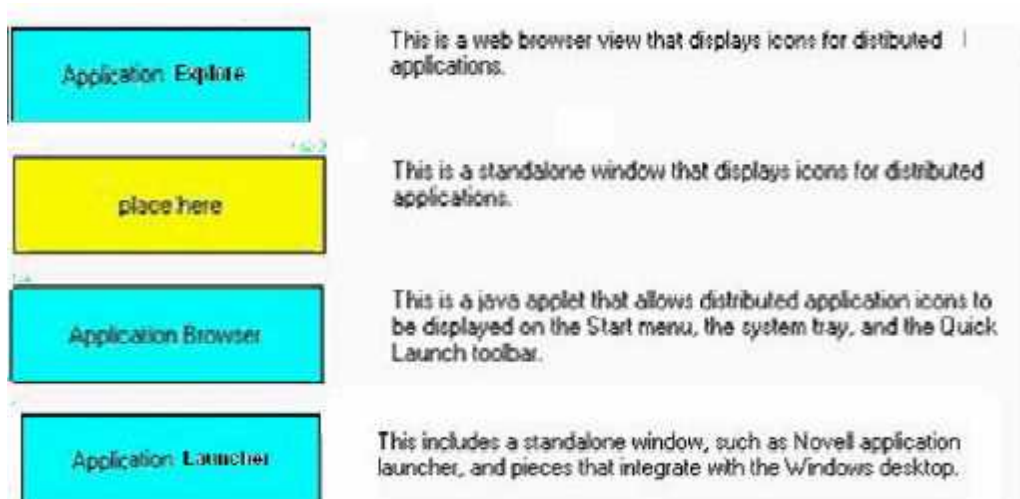 Application Explore
This is a web browser view that displays icons for distibuted
applications.
place here
This is a standalone window that displays icons for distributed
applications.
Application Browser
This is a java applet that allows distributed application icons to
be displayed on the Start menu, the system tray, and the Quick
Launch toolbar.
Application Launcher
This includes a standalone window, such as Novell application
launcher, and pieces that integrate with the Windows desktop.